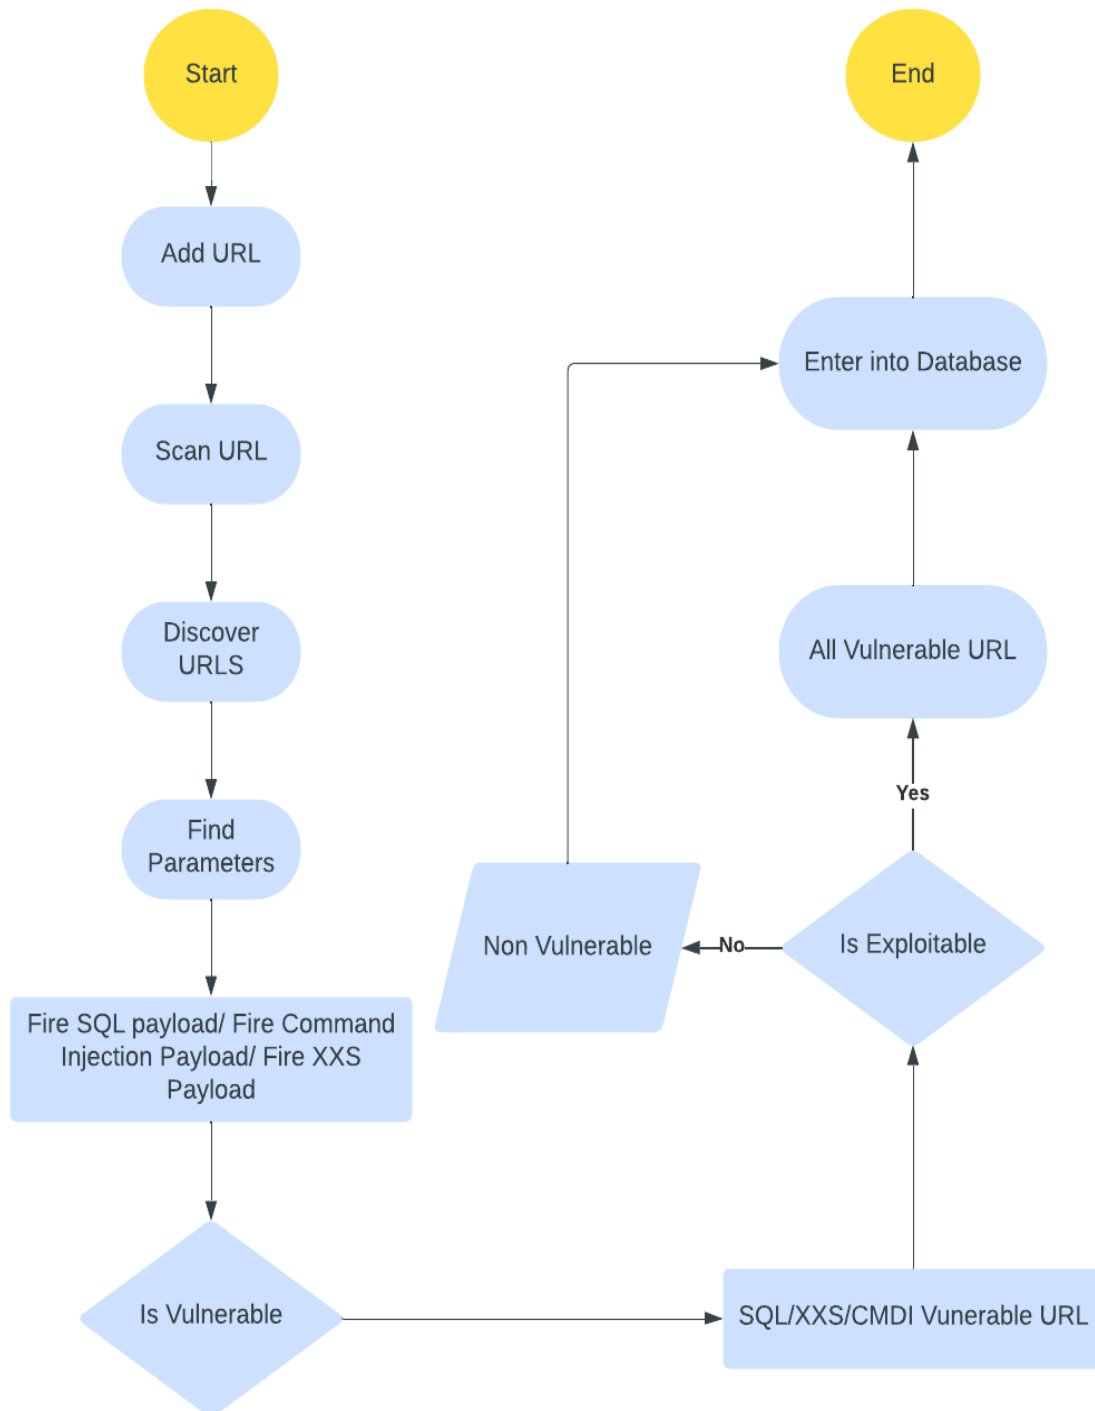 Start
Add URL
Scan URL
Discover
URLS
Find
Parameters
Fire SQL payload/ Fire Command
Injection Payload/ Fire XXS
Payload
Is Vulnerable
SQL/XXS/CMDI Vunerable URL
Is Exploitable
No
Non Vulnerable
Yes
All Vulnerable URL
Enter into Database
End